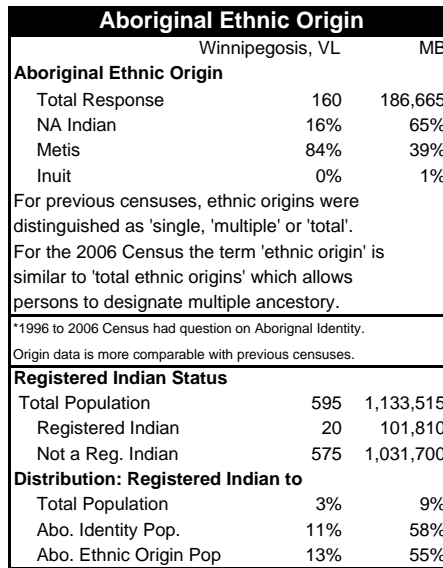 Aboriginal Ethnic Origin
Winnipegosis, VL MB
Aboriginal Ethnic Origin
Total Response 160 186,665
NA Indian 16% 65%
Metis 84% 39%
Inuit 0% 1%
For previous censuses, ethnic origins were
distinguished as 'single, 'multiple' or 'total'.
For the 2006 Census the term 'ethnic origin' is
similar to 'total ethnic origins' which allows
persons to designate multiple ancestory.
*1996 to 2006 Census had question on Aborignal Identity.
Origin data is more comparable with previous censuses.
Registered Indian Status
Total Population 595 1,133,515
Registered Indian 20 101,810
Not a Reg. Indian 575 1,031,700
Distribution: Registered Indian to
Total Population 3% 9%
Abo. Identity Pop. 11% 58%
Abo. Ethnic Origin Pop 13% 55%